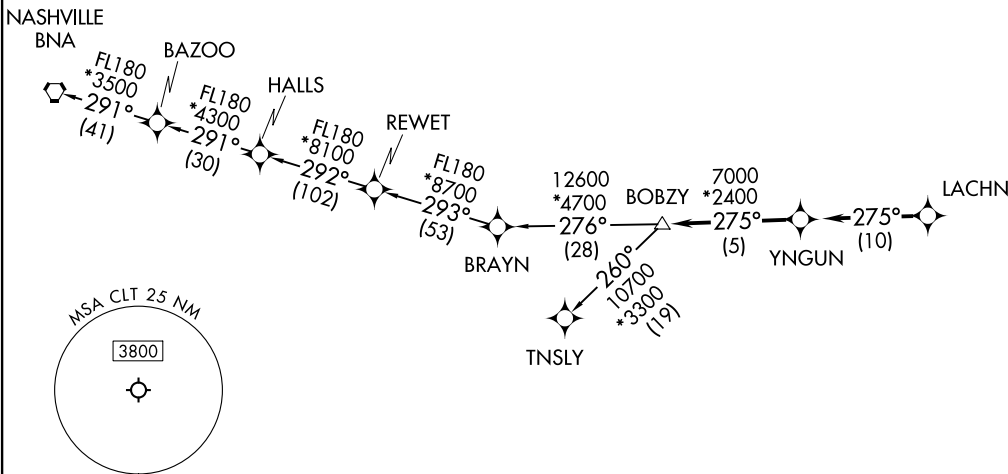 NASHVILLE
BNA
FL180
*3500
291°
(41)
BAZOO
FL180
*4300
291°
(30)
HALLS
FL180
*8100
292°
(102)
REWET
FL180
*8700
293°
(53)
BRAYN
12600
*4700
276°
(28)
BOBZY
7000
*2400
275°
(5)
YNGUN
275°
(10)
LACHN
260°
10700
*3300
(19)
TNSLY
MSA CLT 25 NM
3800